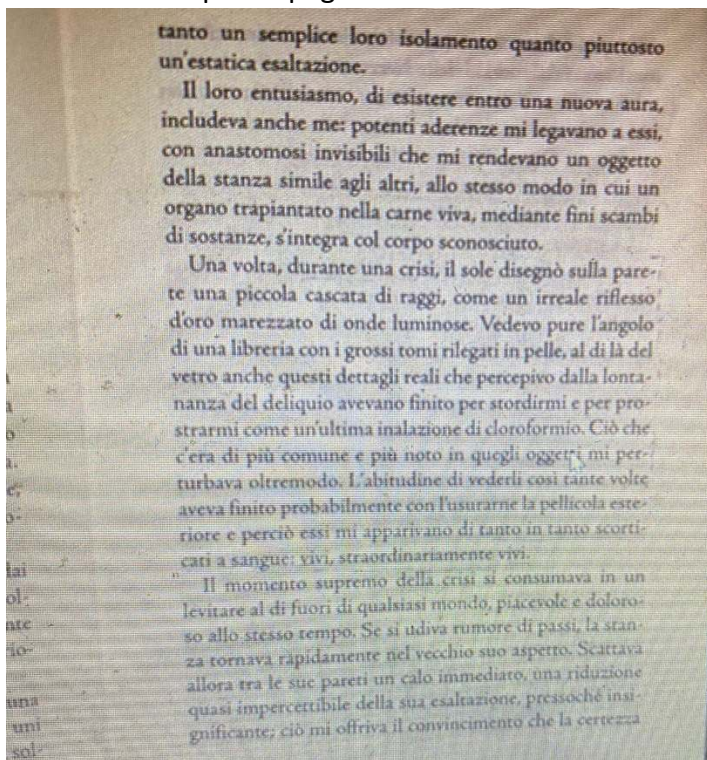 tanto un semplice loro isolamento quanto piuttosto
un'estatica esaltazione.
Il loro entusiasmo, di esistere entro una nuova aura,
includeva anche me: potenti aderenze mi legavano a essi,
con anastomosi invisibili che mi rendevano un oggetto
della stanza simile agli altri, allo stesso modo in cui un
organo trapiantato nella carne viva, mediante fini scambi
di sostanze, s'integra col corpo sconosciuto.
Una volta, durante una crisi, il sole disegnò sulla pare-
te una piccola cascata di raggi, come un irreale riflesso
d'oro marezzato di onde luminose. Vedevo pure l'angolo
di una libreria con i grossi tomi rilegati in pelle, al di là del
vetro anche questi dettagli reali che percepivo dalla lonta-
nanza del deliquio avevano finito per stordirmi e per pro-
strarmi come un'ultima inalazione di cloroformio. Ciò che
c'era di più comune e più noto in quegli oggetti mi per-
turbava oltremodo. L'abitudine di vederli così tante volte
aveva finito probabilmente con l'usurarne la pellicola este-
riore e perciò essi mi apparivano di tanto in tanto scorti-
cati a sangue: vivi, straordinariamente vivi.
Il momento supremo della crisi si consumava in un
levitare al di fuori di qualsiasi mondo, piacevole e doloro-
so allo stesso tempo. Se si udiva rumore di passi, la stan-
za tornava rapidamente nel vecchio suo aspetto. Scattava
allora tra le sue pareti un calo immediato, una riduzione
quasi impercettibile della sua esaltazione, pressoché insi-
gnificante; ciò mi offriva il convincimento che la certezza
lai
ol-
nte
io-
una
uni
sol-